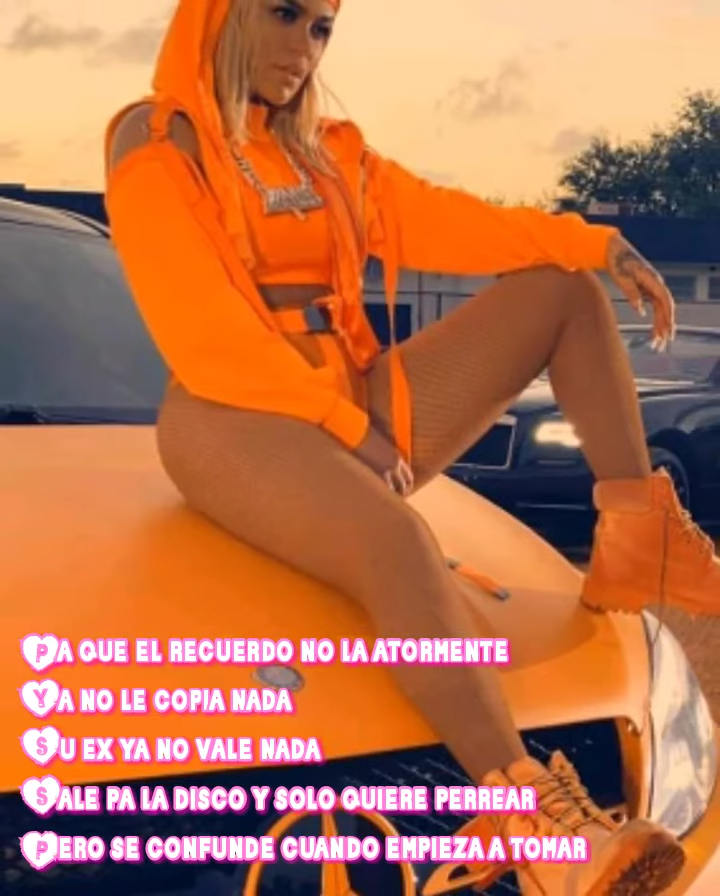 PA QUE EL RECUERDO NO LA ATORMENTE
YA NO LE COPIA NADA
SU EX YA NO VALE NADA
SALE PA LA DISCO Y SOLO QUIERE PERREAR
PERO SE CONFUNDE CUANDO EMPIEZA A TOMAR